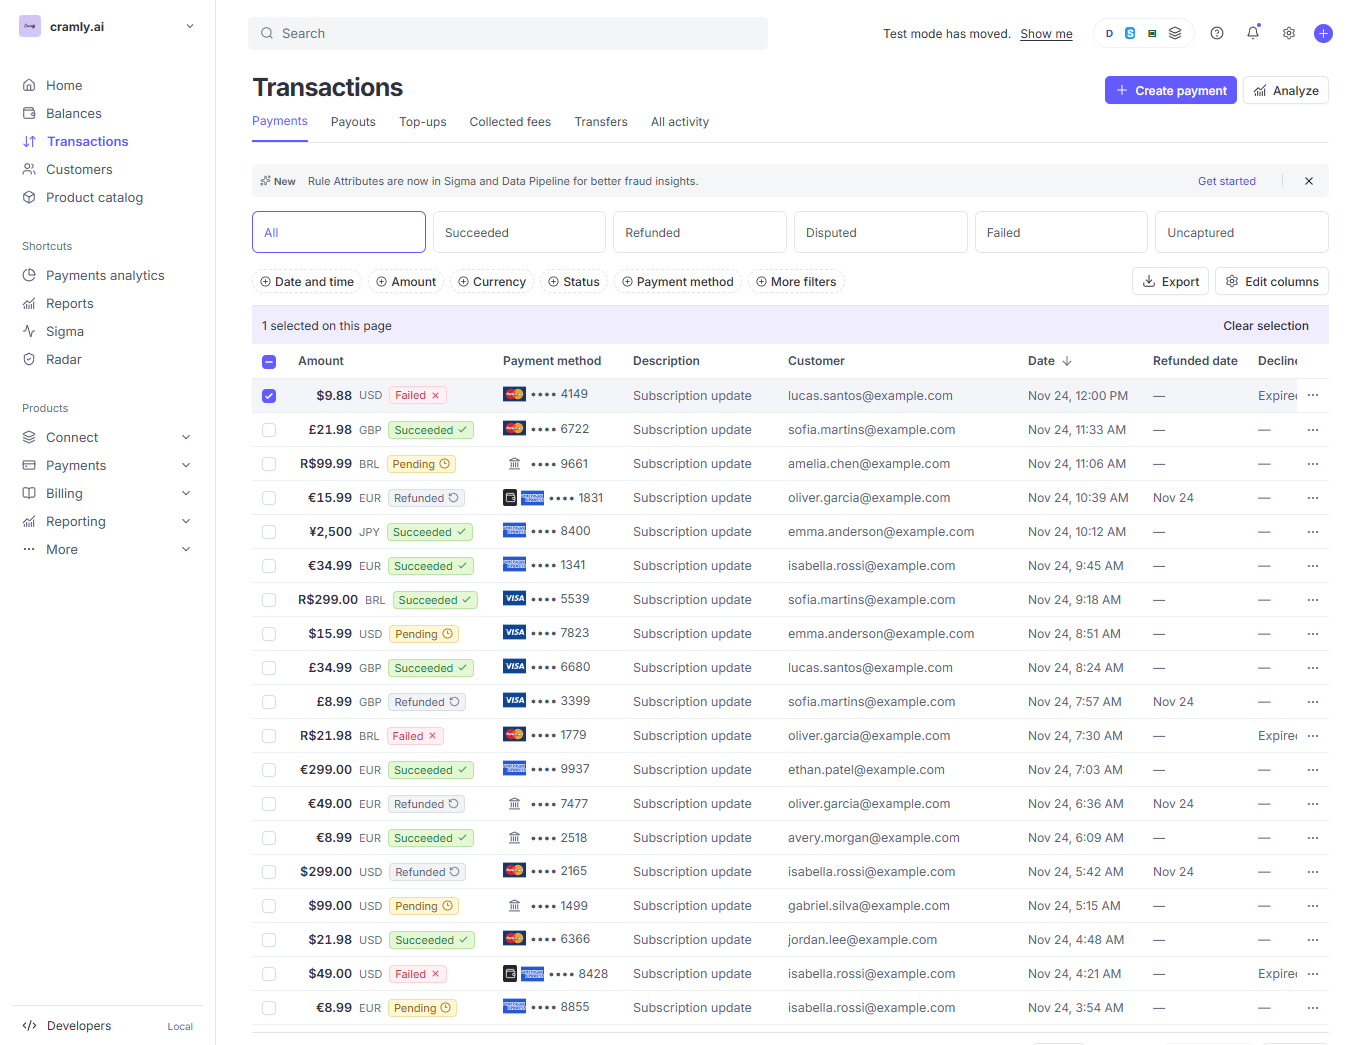 cramly.ai
Search
Test mode has moved. Show me
Home
Balances
Transactions
Customers
Product catalog
Shortcuts
Payments analytics
Reports
Sigma
Radar
Products
Connect
Payments
Billing
Reporting
More
Developers Local
Transactions
Create payment Analyze
Payments Payouts Top-ups Collected fees Transfers All activity
New Rule Attributes are now in Sigma and Data Pipeline for better fraud insights. Get started
All Succeeded Refunded Disputed Failed Uncaptured
Date and time Amount Currency Status Payment method More filters Export Edit columns
1 selected on this page Clear selection
Amount Payment method Description Customer Date Refunded date Decline
$9.88 USD Failed •••• 4149 Subscription update lucas.santos@example.com Nov 24, 12:00 PM — Expired
£21.98 GBP Succeeded •••• 6722 Subscription update sofia.martins@example.com Nov 24, 11:33 AM — —
R$99.99 BRL Pending •••• 9661 Subscription update amelia.chen@example.com Nov 24, 11:06 AM — —
€15.99 EUR Refunded •••• 1831 Subscription update oliver.garcia@example.com Nov 24, 10:39 AM Nov 24 —
¥2,500 JPY Succeeded •••• 8400 Subscription update emma.anderson@example.com Nov 24, 10:12 AM — —
€34.99 EUR Succeeded •••• 1341 Subscription update isabella.rossi@example.com Nov 24, 9:45 AM — —
R$299.00 BRL Succeeded VISA •••• 5539 Subscription update sofia.martins@example.com Nov 24, 9:18 AM — —
$15.99 USD Pending VISA •••• 7823 Subscription update emma.anderson@example.com Nov 24, 8:51 AM — —
£34.99 GBP Succeeded VISA •••• 6680 Subscription update lucas.santos@example.com Nov 24, 8:24 AM — —
£8.99 GBP Refunded VISA •••• 3399 Subscription update sofia.martins@example.com Nov 24, 7:57 AM Nov 24 —
R$21.98 BRL Failed •••• 1779 Subscription update oliver.garcia@example.com Nov 24, 7:30 AM — Expired
€299.00 EUR Succeeded •••• 9937 Subscription update ethan.patel@example.com Nov 24, 7:03 AM — —
€49.00 EUR Refunded •••• 7477 Subscription update oliver.garcia@example.com Nov 24, 6:36 AM Nov 24 —
€8.99 EUR Succeeded •••• 2518 Subscription update avery.morgan@example.com Nov 24, 6:09 AM — —
$299.00 USD Refunded •••• 2165 Subscription update isabella.rossi@example.com Nov 24, 5:42 AM Nov 24 —
$99.00 USD Pending •••• 1499 Subscription update gabriel.silva@example.com Nov 24, 5:15 AM — —
$21.98 USD Succeeded •••• 6366 Subscription update jordan.lee@example.com Nov 24, 4:48 AM — —
$49.00 USD Failed •••• 8428 Subscription update isabella.rossi@example.com Nov 24, 4:21 AM — Expired
€8.99 EUR Pending •••• 8855 Subscription update isabella.rossi@example.com Nov 24, 3:54 AM — —